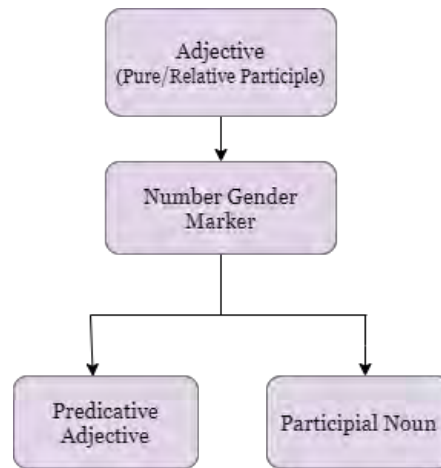 Adjective
(Pure/Relative Participle)
Number Gender
Marker
Predicative
Adjective
Participial Noun